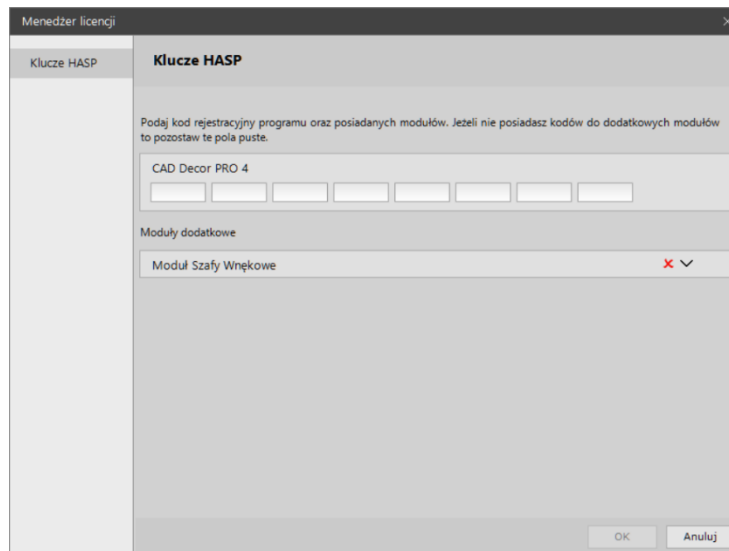 Menedżer licencji
Klucze HASP
Klucze HASP
Podaj kod rejestracyjny programu oraz posiadanych modułów. Jeżeli nie posiadasz kodów do dodatkowych modułów
to pozostaw te pola puste.
CAD Decor PRO 4
Moduły dodatkowe
Moduł Szafy Wnękowe
OK
Anuluj